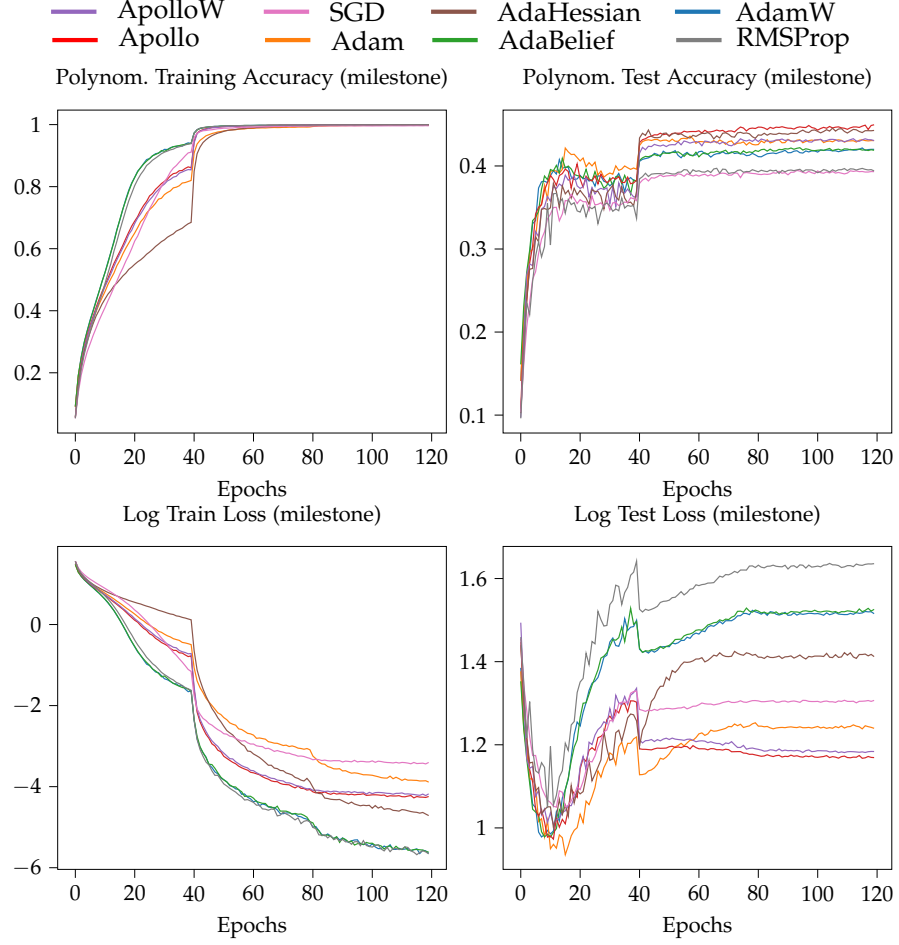 ApolloW SGD AdaHessian AdamW
Apollo Adam AdaBelief RMSProp
Polynom. Training Accuracy (milestone)
Polynom. Test Accuracy (milestone)
1
0.8
0.6
0.4
0.2
0 20 40 60 80 100 120
Epochs
0.4
0.3
0.2
0.1
0 20 40 60 80 100 120
Epochs
Log Train Loss (milestone)
Log Test Loss (milestone)
0
−2
−4
−6
0 20 40 60 80 100 120
Epochs
1.6
1.4
1.2
1
0 20 40 60 80 100 120
Epochs